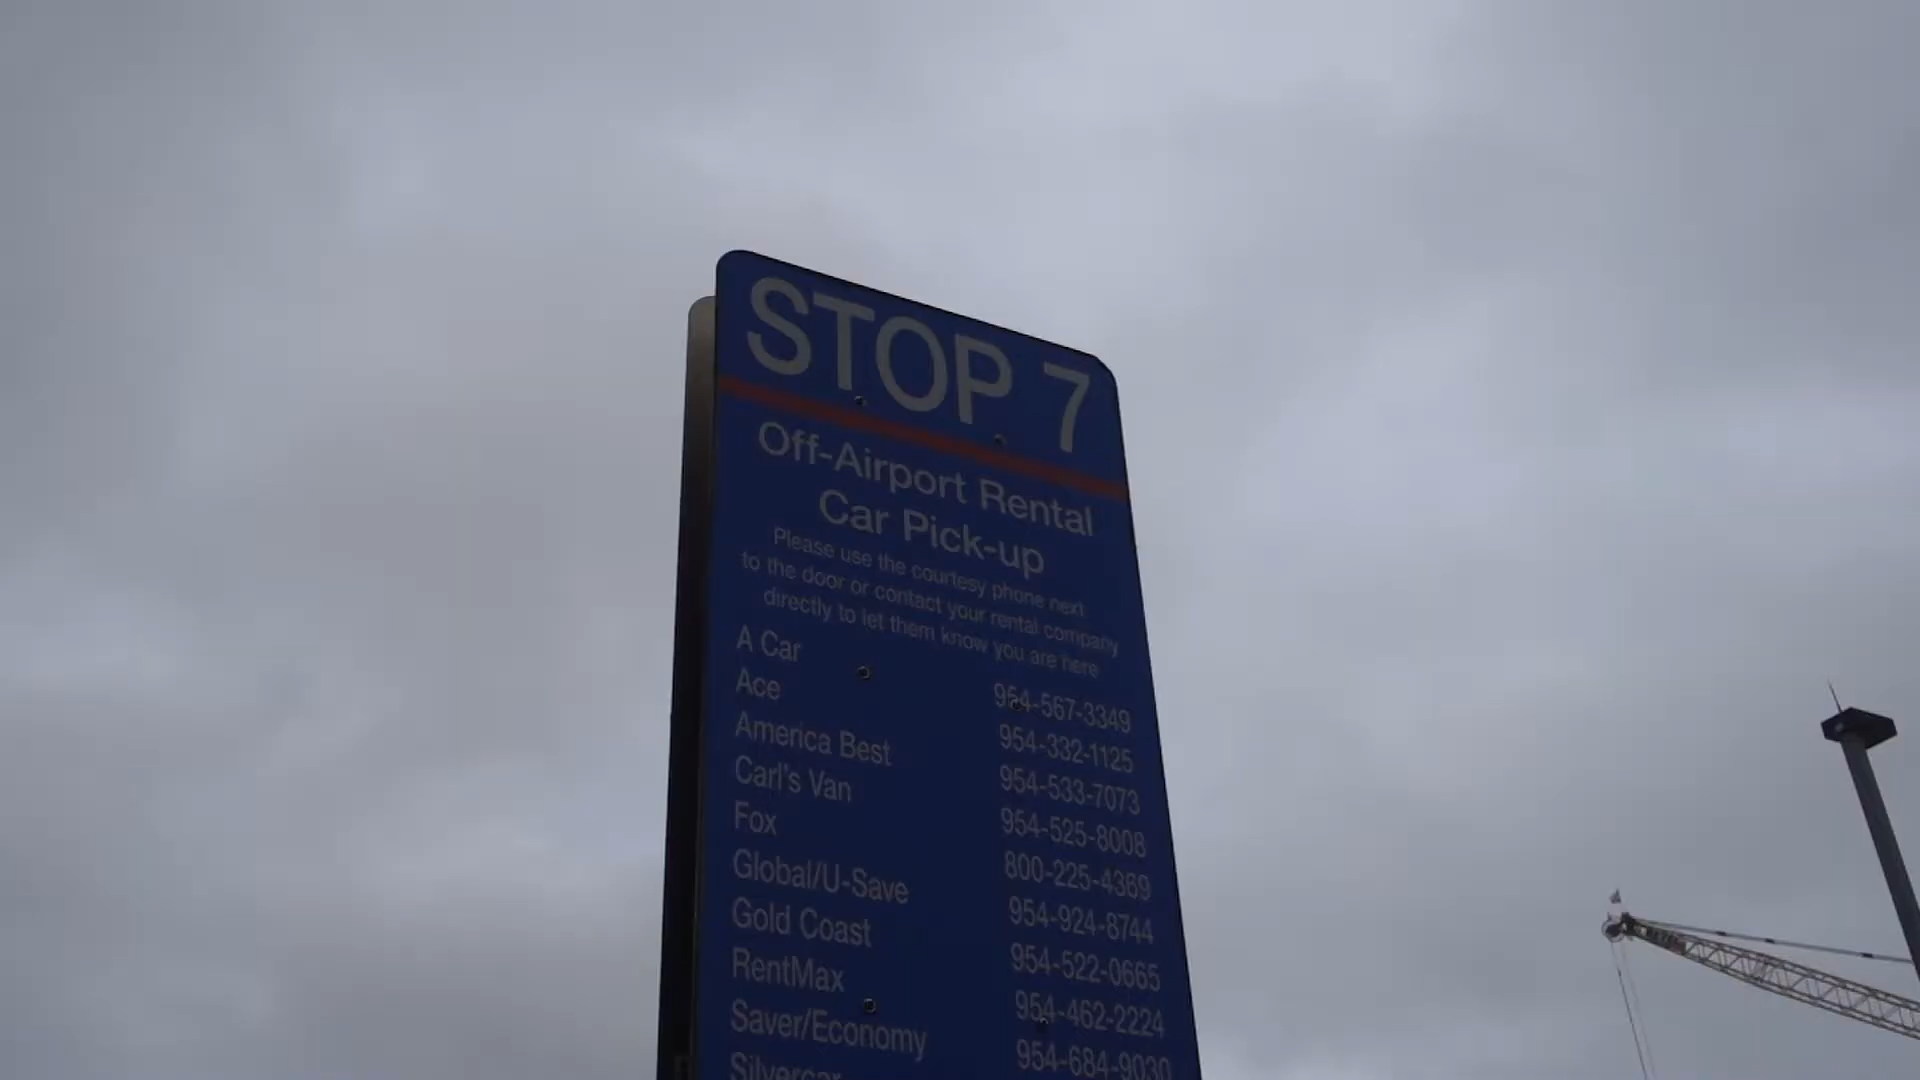 STOP 7
Off-Airport Rental
Car Pick-up
Please use the courtesy phone next
to the door or contact your rental company
directly to let them know you are here
A Car 954-567-3349
Ace 954-332-1125
America Best 954-533-7073
Carl's Van 954-525-8008
Fox 800-225-4369
Global/U-Save 954-924-8744
Gold Coast 954-522-0665
RentMax 954-462-2224
Saver/Economy 954-684-9030
Silvercar